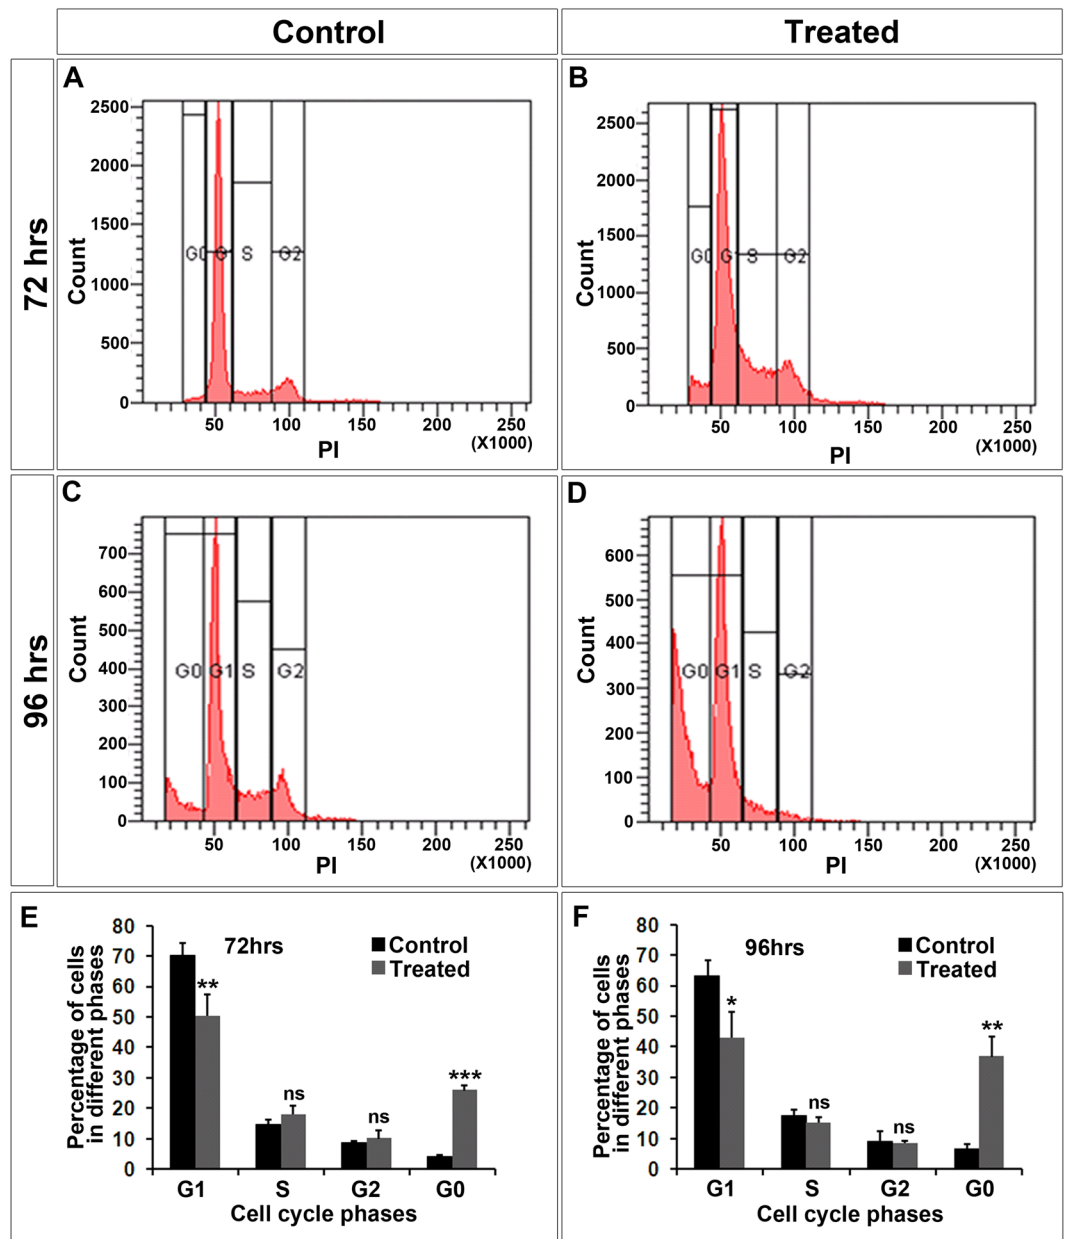 Control
Treated
72 hrs
A
2500
2000
1500
1000
500
0
Count
G0 G S G2
50 100 150 200 250
(X1000)
PI
B
2500
2000
1500
1000
500
0
Count
G0 G S G2
50 100 150 200 250
(X1000)
PI
96 hrs
C
700
600
500
400
300
200
100
0
Count
G0 G1 S G2
50 100 150 200 250
(X1000)
PI
D
600
500
400
300
200
100
0
Count
G0 G1 S G2
50 100 150 200 250
(X1000)
PI
E
Percentage of cells
in different phases
80
70
60
50
40
30
20
10
0
72hrs
Control
Treated
**
ns
ns
***
G1 S G2 G0
Cell cycle phases
F
Percentage of cells
in different phases
80
70
60
50
40
30
20
10
0
96hrs
Control
Treated
*
ns
ns
**
G1 S G2 G0
Cell cycle phases